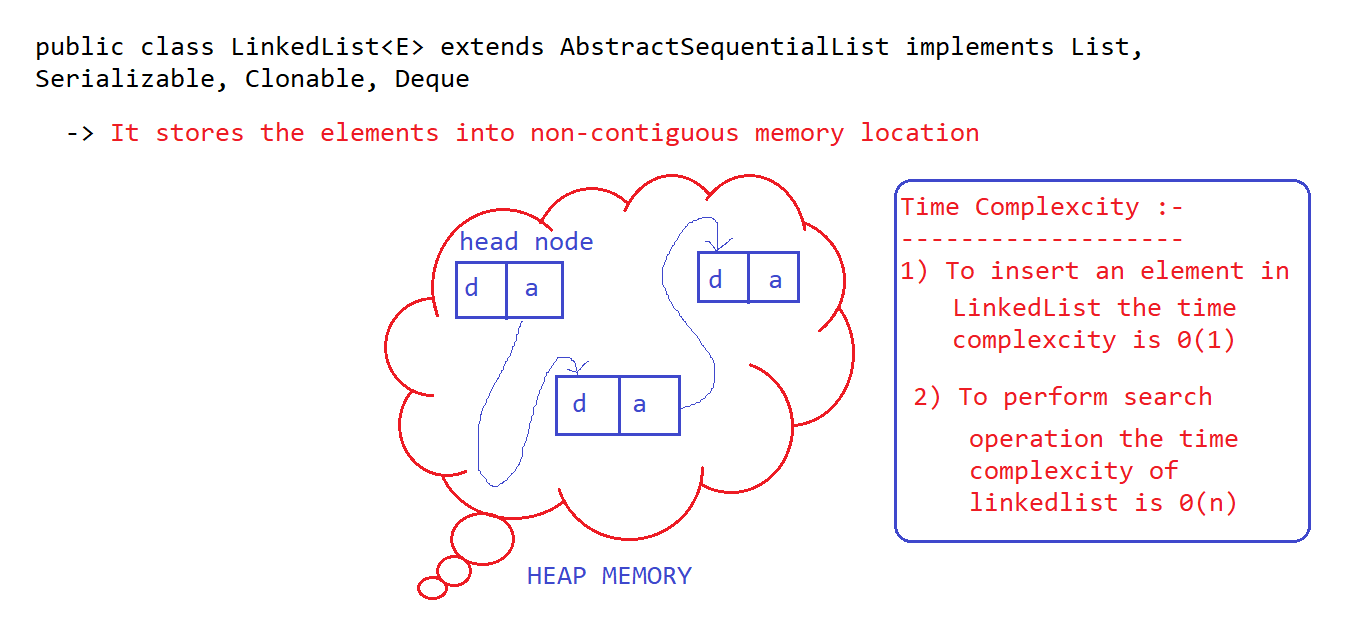 public class LinkedList<E> extends AbstractSequentialList implements List,
Serializable, Clonable, Deque
-> It stores the elements into non-contiguous memory location
head node
d a
d a
d a
HEAP MEMORY
Time Complexcity :-
-------------------
1) To insert an element in
LinkedList the time
complexcity is 0(1)
2) To perform search
operation the time
complexcity of
linkedlist is 0(n)